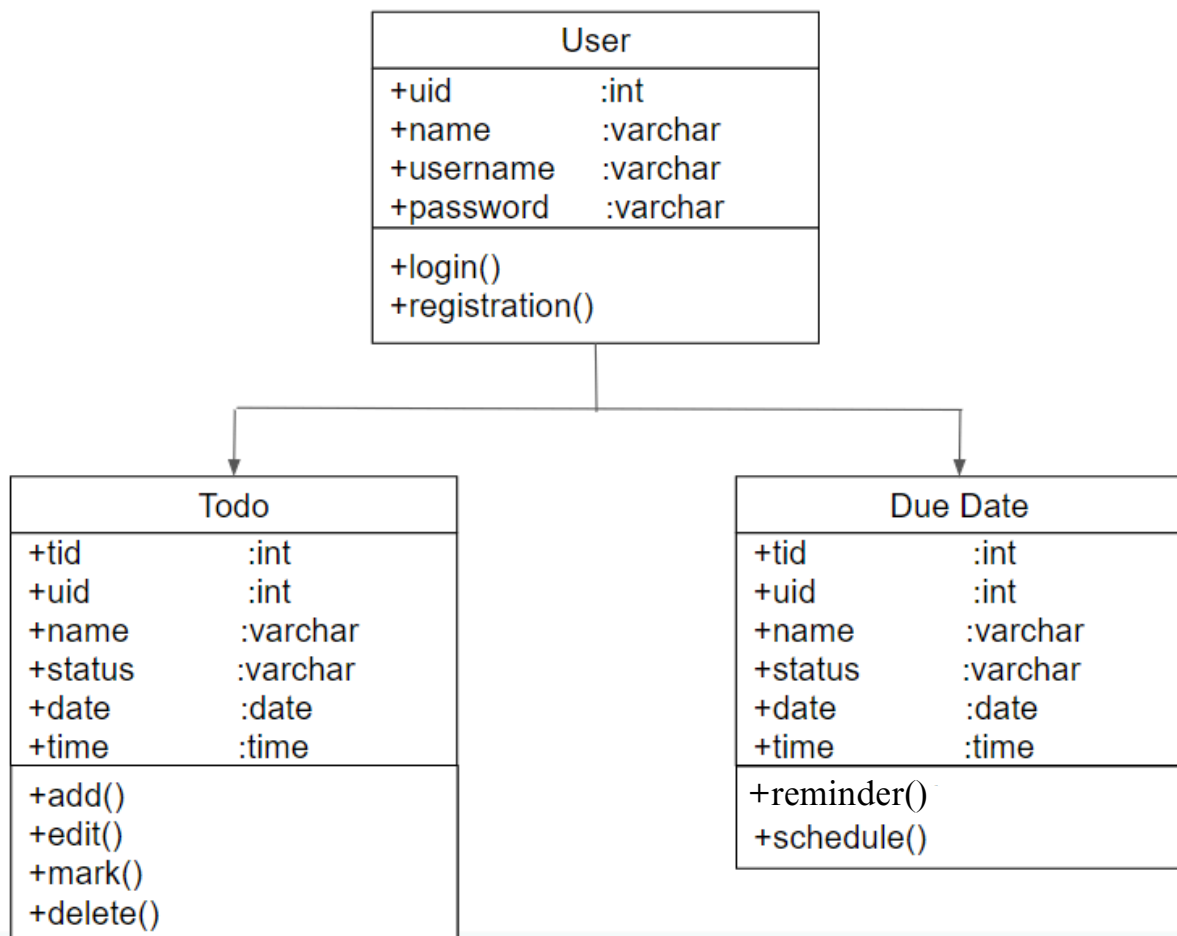 User
+uid :int
+name :varchar
+username :varchar
+password :varchar
+login()
+registration()
Todo
+tid :int
+uid :int
+name :varchar
+status :varchar
+date :date
+time :time
+add()
+edit()
+mark()
+delete()
Due Date
+tid :int
+uid :int
+name :varchar
+status :varchar
+date :date
+time :time
+reminder()
+schedule()